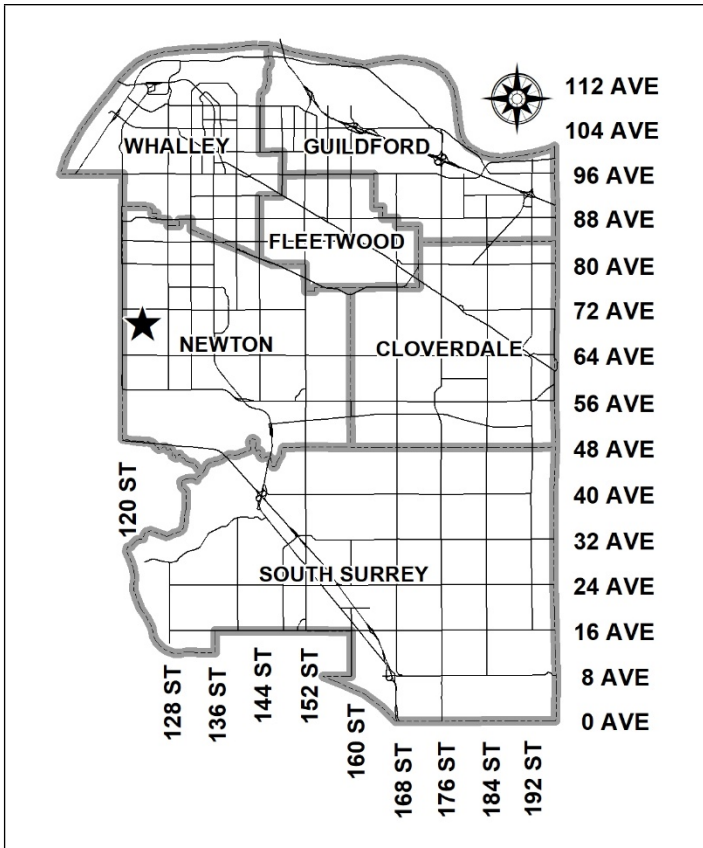 112 AVE
104 AVE
WHALLEY
GUILDFORD
96 AVE
88 AVE
FLEETWOOD
80 AVE
72 AVE
NEWTON
CLOVERDALE
64 AVE
56 AVE
48 AVE
120 ST
40 AVE
32 AVE
SOUTH SURREY
24 AVE
16 AVE
8 AVE
0 AVE
128 ST
136 ST
144 ST
152 ST
160 ST
168 ST
176 ST
184 ST
192 ST